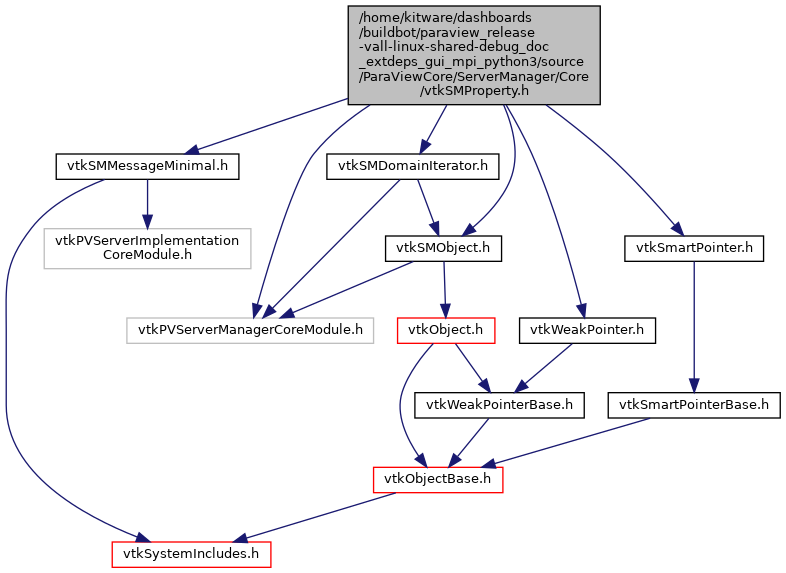 /home/kitware/dashboards
/buildbot/paraview_release
-vall-linux-shared-debug_doc
_extdeps_gui_mpi_python3/source
/ParaViewCore/ServerManager/Core
/vtkSMProperty.h
vtkSMMessageMinimal.h
vtkSMDomainIterator.h
vtkPVServerImplementation
CoreModule.h
vtkSMObject.h
vtkSmartPointer.h
vtkPVServerManagerCoreModule.h
vtkObject.h
vtkWeakPointer.h
vtkWeakPointerBase.h
vtkSmartPointerBase.h
vtkObjectBase.h
vtkSystemIncludes.h